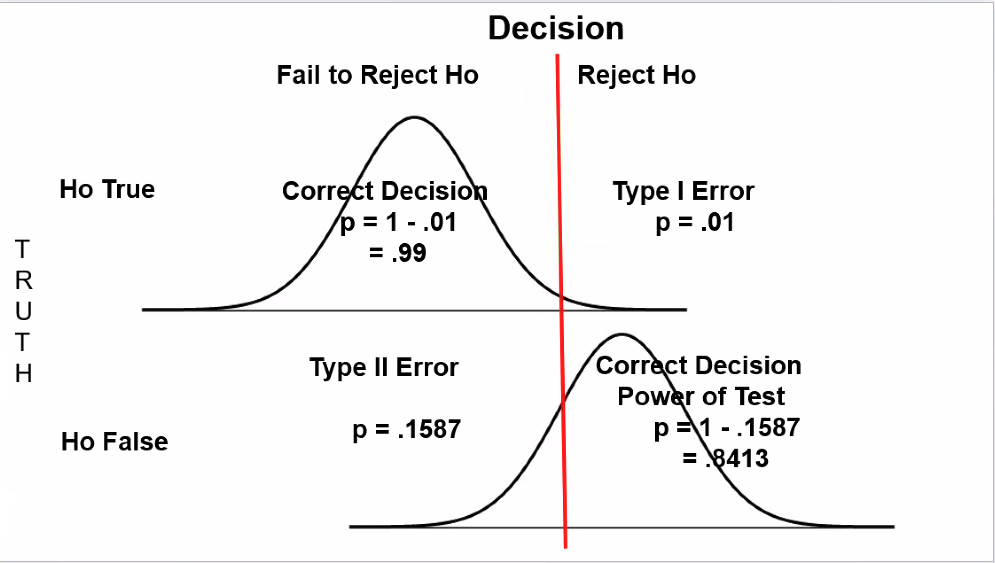 Decision
Fail to Reject Ho
Reject Ho
Ho True
Correct Decision
p = 1 - .01
= .99
Type I Error
p = .01
T
R
U
T
H
Ho False
Type II Error
p = .1587
Correct Decision
Power of Test
p = 1 - .1587
= .8413